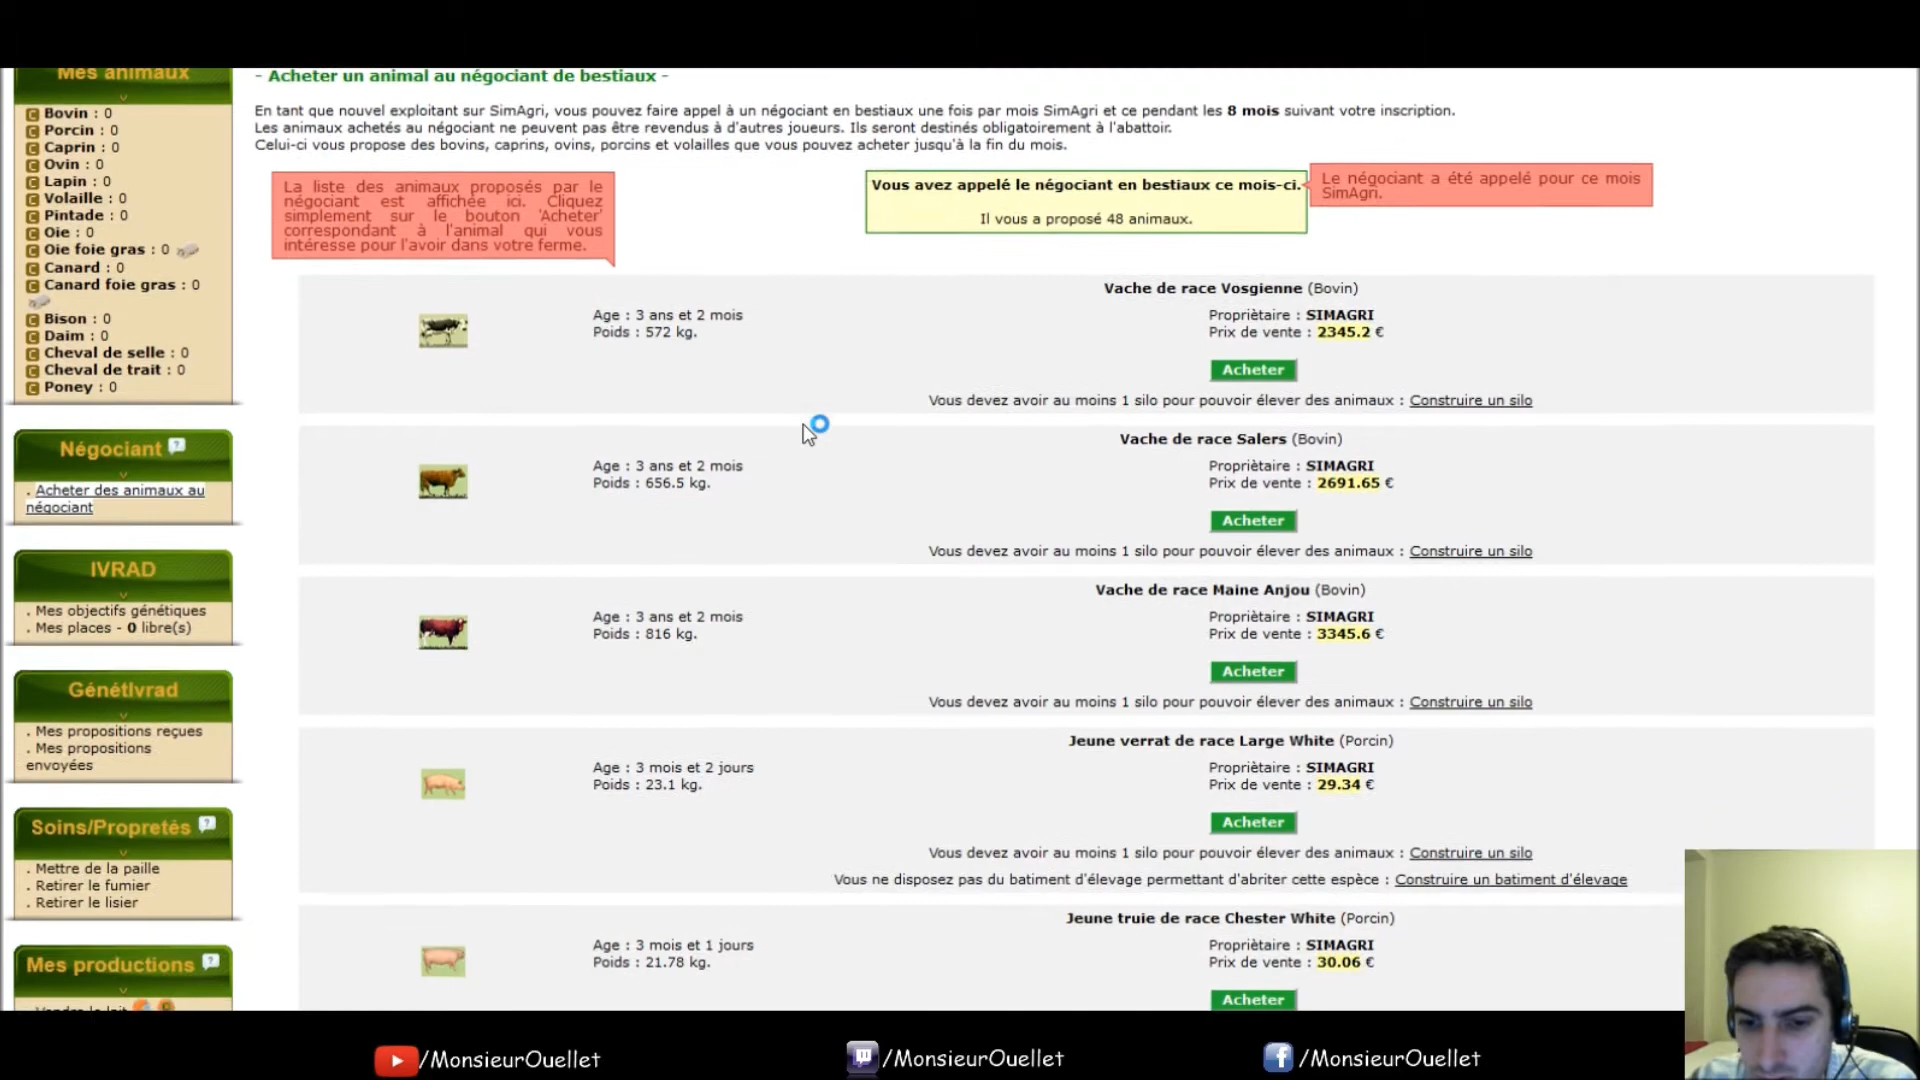 Mes animaux
Bovin : 0
Porcin : 0
Caprin : 0
Ovin : 0
Lapin : 0
Volaille : 0
Pintade : 0
Oie : 0
Oie foie gras : 0
Canard : 0
Canard foie gras : 0
Bison : 0
Daim : 0
Cheval de selle : 0
Cheval de trait : 0
Poney : 0
Négociant
. Acheter des animaux au
négociant
IVRAD
. Mes objectifs génétiques
. Mes places - 0 libre(s)
GénétIvrad
. Mes propositions reçues
. Mes propositions
envoyées
Soins/Propretés
. Mettre de la paille
. Retirer le fumier
. Retirer le lisier
Mes productions
. Vendre le lait
- Acheter un animal au négociant de bestiaux -
En tant que nouvel exploitant sur SimAgri, vous pouvez faire appel à un négociant en bestiaux une fois par mois SimAgri et ce pendant les 8 mois suivant votre inscription.
Les animaux achetés au négociant ne peuvent pas être revendus à d'autres joueurs. Ils seront destinés obligatoirement à l'abattoir.
Celui-ci vous propose des bovins, caprins, ovins, porcins et volailles que vous pouvez acheter jusqu'à la fin du mois.
La liste des animaux proposés par le
négociant est affichée ici. Cliquez
simplement sur le bouton 'Acheter'
correspondant à l'animal qui vous
intéresse pour l'avoir dans votre ferme.
Vous avez appelé le négociant en bestiaux ce mois-ci.
Il vous a proposé 48 animaux.
Le négociant a été appelé pour ce mois
SimAgri.
Vache de race Vosgienne (Bovin)
Age : 3 ans et 2 mois
Poids : 572 kg.
Propriètaire : SIMAGRI
Prix de vente : 2345.2 €
Acheter
Vous devez avoir au moins 1 silo pour pouvoir élever des animaux : Construire un silo
Vache de race Salers (Bovin)
Age : 3 ans et 2 mois
Poids : 656.5 kg.
Propriètaire : SIMAGRI
Prix de vente : 2691.65 €
Acheter
Vous devez avoir au moins 1 silo pour pouvoir élever des animaux : Construire un silo
Vache de race Maine Anjou (Bovin)
Age : 3 ans et 2 mois
Poids : 816 kg.
Propriètaire : SIMAGRI
Prix de vente : 3345.6 €
Acheter
Vous devez avoir au moins 1 silo pour pouvoir élever des animaux : Construire un silo
Jeune verrat de race Large White (Porcin)
Age : 3 mois et 2 jours
Poids : 23.1 kg.
Propriètaire : SIMAGRI
Prix de vente : 29.34 €
Acheter
Vous devez avoir au moins 1 silo pour pouvoir élever des animaux : Construire un silo
Vous ne disposez pas du batiment d'élevage permettant d'abriter cette espèce : Construire un batiment d'élevage
Jeune truie de race Chester White (Porcin)
Age : 3 mois et 1 jours
Poids : 21.78 kg.
Propriètaire : SIMAGRI
Prix de vente : 30.06 €
Acheter
/MonsieurOuellet
/MonsieurOuellet
/MonsieurOuellet